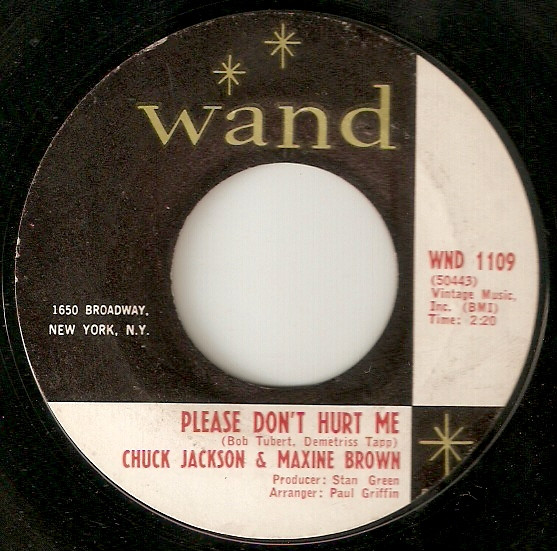 wand
WND 1109
(50443)
Vintage Music,
Inc. (BMI)
Time: 2:20
1650 BROADWAY,
NEW YORK, N.Y.
PLEASE DON'T HURT ME
(Bob Tubert, Demetriss Tapp)
CHUCK JACKSON & MAXINE BROWN
Producer: Stan Green
Arranger: Paul Griffin